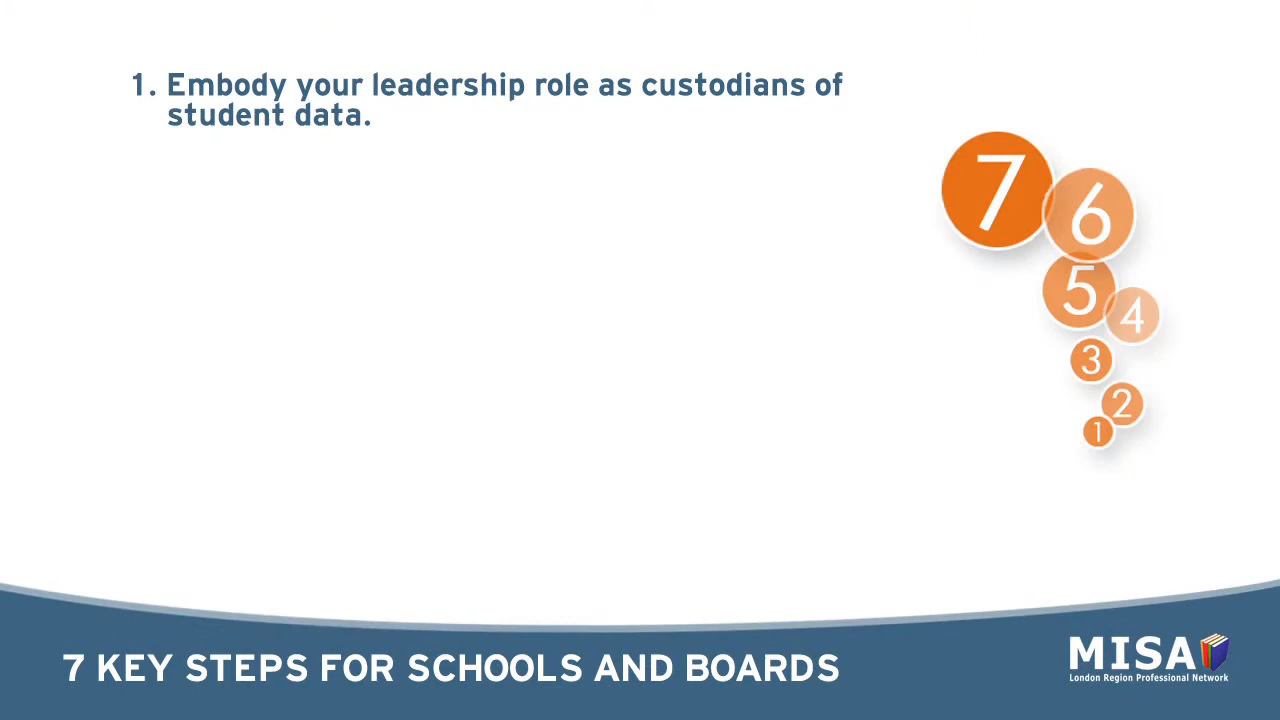 1. Embody your leadership role as custodians of
student data.
7
6
5
4
3
2
1
7 KEY STEPS FOR SCHOOLS AND BOARDS
MISA
London Region Professional Network